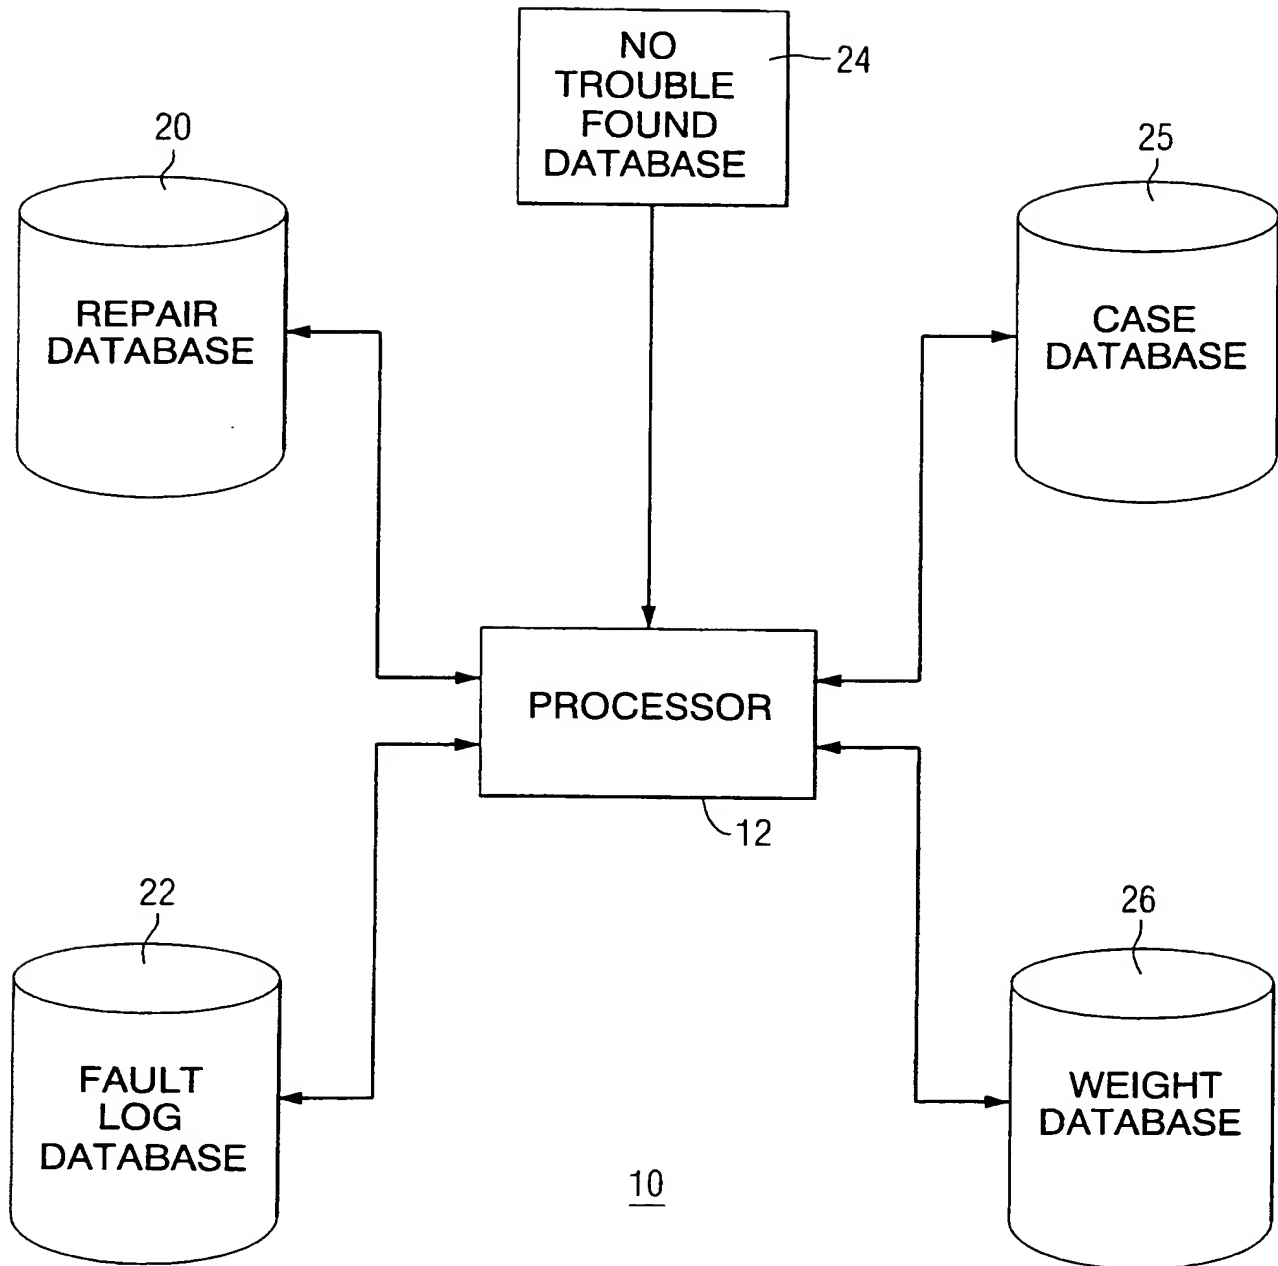 NO
TROUBLE
FOUND
DATABASE
24
20
25
REPAIR
DATABASE
CASE
DATABASE
PROCESSOR
12
22
26
FAULT
LOG
DATABASE
WEIGHT
DATABASE
10